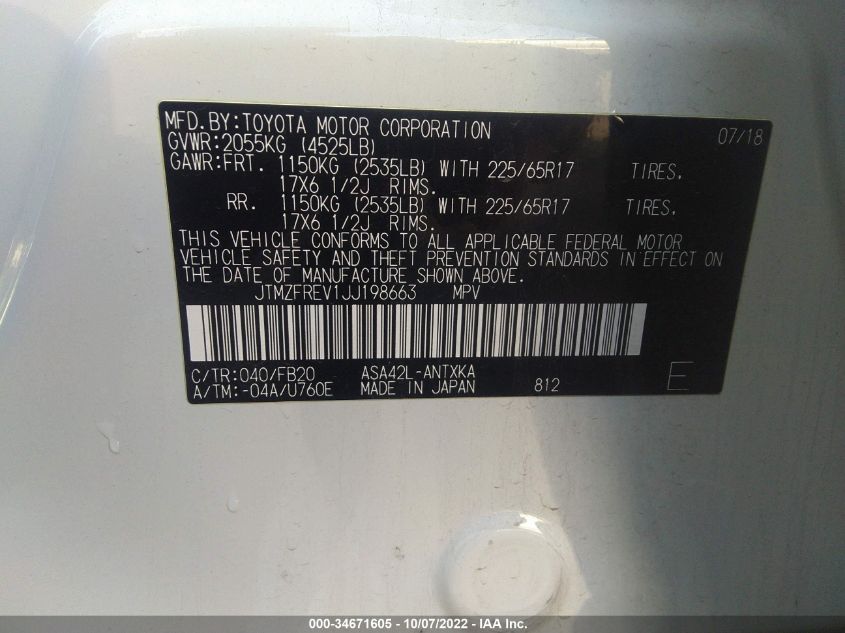 MFD.BY:TOYOTA MOTOR CORPORATION 07/18
GVWR:2055KG (4525LB)
GAWR:FRT. 1150KG (2535LB) WITH 225/65R17 TIRES,
17X6 1/2J RIMS.
RR. 1150KG (2535LB) WITH 225/65R17 TIRES,
17X6 1/2J RIMS.
THIS VEHICLE CONFORMS TO ALL APPLICABLE FEDERAL MOTOR
VEHICLE SAFETY AND THEFT PREVENTION STANDARDS IN EFFECT ON
THE DATE OF MANUFACTURE SHOWN ABOVE.
JTMZFREV1JJ198663 MPV
C/TR:040/FB20 ASA42L-ANTXKA
A/TM:-04A/U760E MADE IN JAPAN 812 E
000-34671605 - 10/07/2022 - IAA Inc.